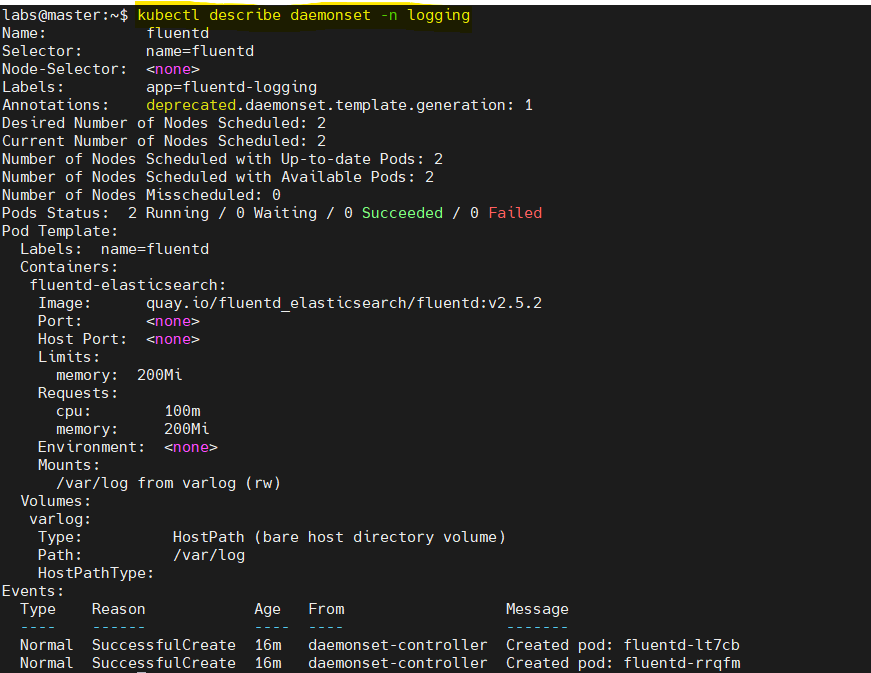 labs@master:~$ kubectl describe daemonset -n logging
Name:           fluentd
Selector:       name=fluentd
Node-Selector:  <none>
Labels:         app=fluentd-logging
Annotations:    deprecated.daemonset.template.generation: 1
Desired Number of Nodes Scheduled: 2
Current Number of Nodes Scheduled: 2
Number of Nodes Scheduled with Up-to-date Pods: 2
Number of Nodes Scheduled with Available Pods: 2
Number of Nodes Misscheduled: 0
Pods Status:  2 Running / 0 Waiting / 0 Succeeded / 0 Failed
Pod Template:
  Labels:  name=fluentd
  Containers:
   fluentd-elasticsearch:
    Image:      quay.io/fluentd_elasticsearch/fluentd:v2.5.2
    Port:       <none>
    Host Port:  <none>
    Limits:
      memory:  200Mi
    Requests:
      cpu:        100m
      memory:     200Mi
    Environment:  <none>
    Mounts:
      /var/log from varlog (rw)
  Volumes:
   varlog:
    Type:          HostPath (bare host directory volume)
    Path:          /var/log
    HostPathType:
Events:
  Type    Reason            Age   From                  Message
  ----    ------            ----  ----                  -------
  Normal  SuccessfulCreate  16m   daemonset-controller  Created pod: fluentd-lt7cb
  Normal  SuccessfulCreate  16m   daemonset-controller  Created pod: fluentd-rrqfm